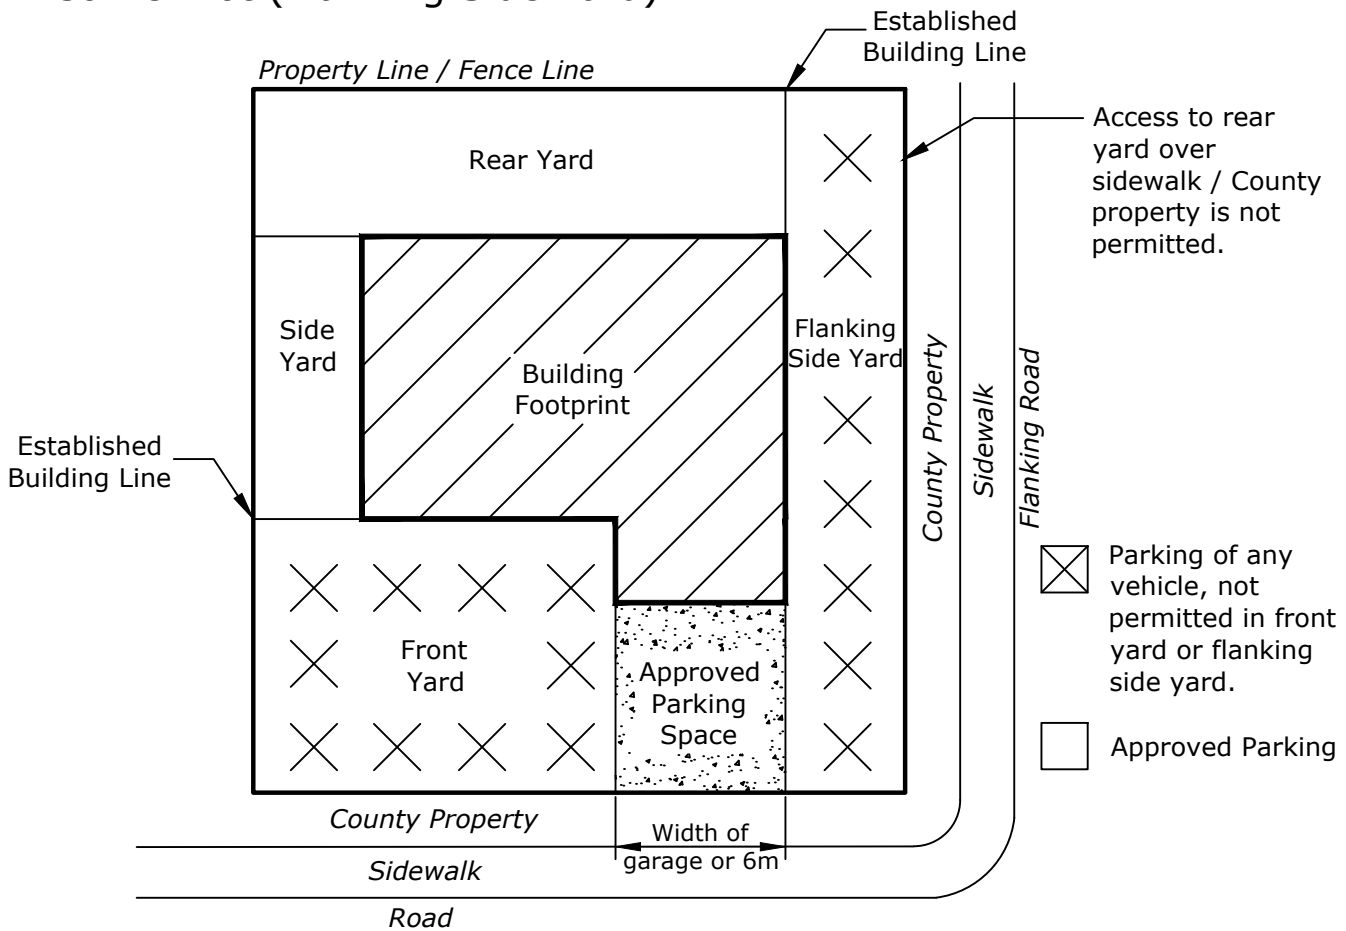 Established
Building Line
Property Line / Fence Line
Access to rear
yard over
sidewalk / County
property is not
permitted.
Rear Yard
Side
Yard
Flanking
Side Yard
Building
Footprint
Established
Building Line
County Property
Sidewalk
Flanking Road
Parking of any
vehicle, not
permitted in front
yard or flanking
side yard.
Front
Yard
Approved
Parking
Space
Approved Parking
County Property
Width of
garage or 6m
Sidewalk
Road